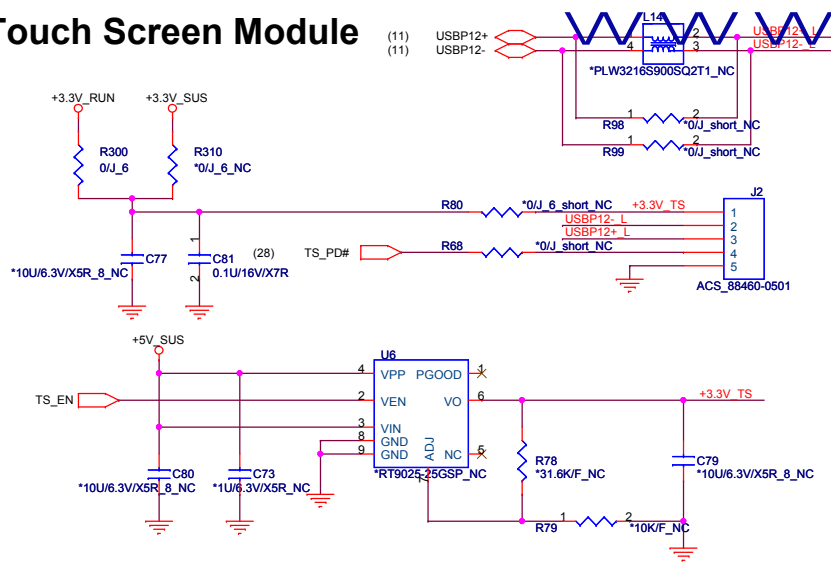 Touch Screen Module
(11) USBP12+
(11) USBP12-
L14
1 2
4 3
USBP12+_L
USBP12-_L
*PLW3216S900SQ2T1_NC
R98 1 2 *0/J_short_NC
R99 1 2 *0/J_short_NC
+3.3V_RUN +3.3V_SUS
R300
0/J_6
R310
*0/J_6_NC
R80 *0/J_6_short_NC +3.3V_TS
USBP12-_L
USBP12+_L
J2
1
2
3
4
5
ACS_88460-0501
C77
*10U/6.3V/X5R_8_NC
1
C81
2
0.1U/16V/X7R
(28) TS_PD# R68 *0/J_short_NC
+5V_SUS
TS_EN
U6
4 VPP PGOOD 1
2 VEN VO 6
3 VIN
8 GND
9 GND
ADJ
7
NC 5
*RT9025-25GSP_NC
+3.3V_TS
C80
*10U/6.3V/X5R_8_NC
C73
*1U/6.3V/X5R_NC
R78
*31.6K/F_NC
C79
*10U/6.3V/X5R_8_NC
R79 1 2 *10K/F_NC